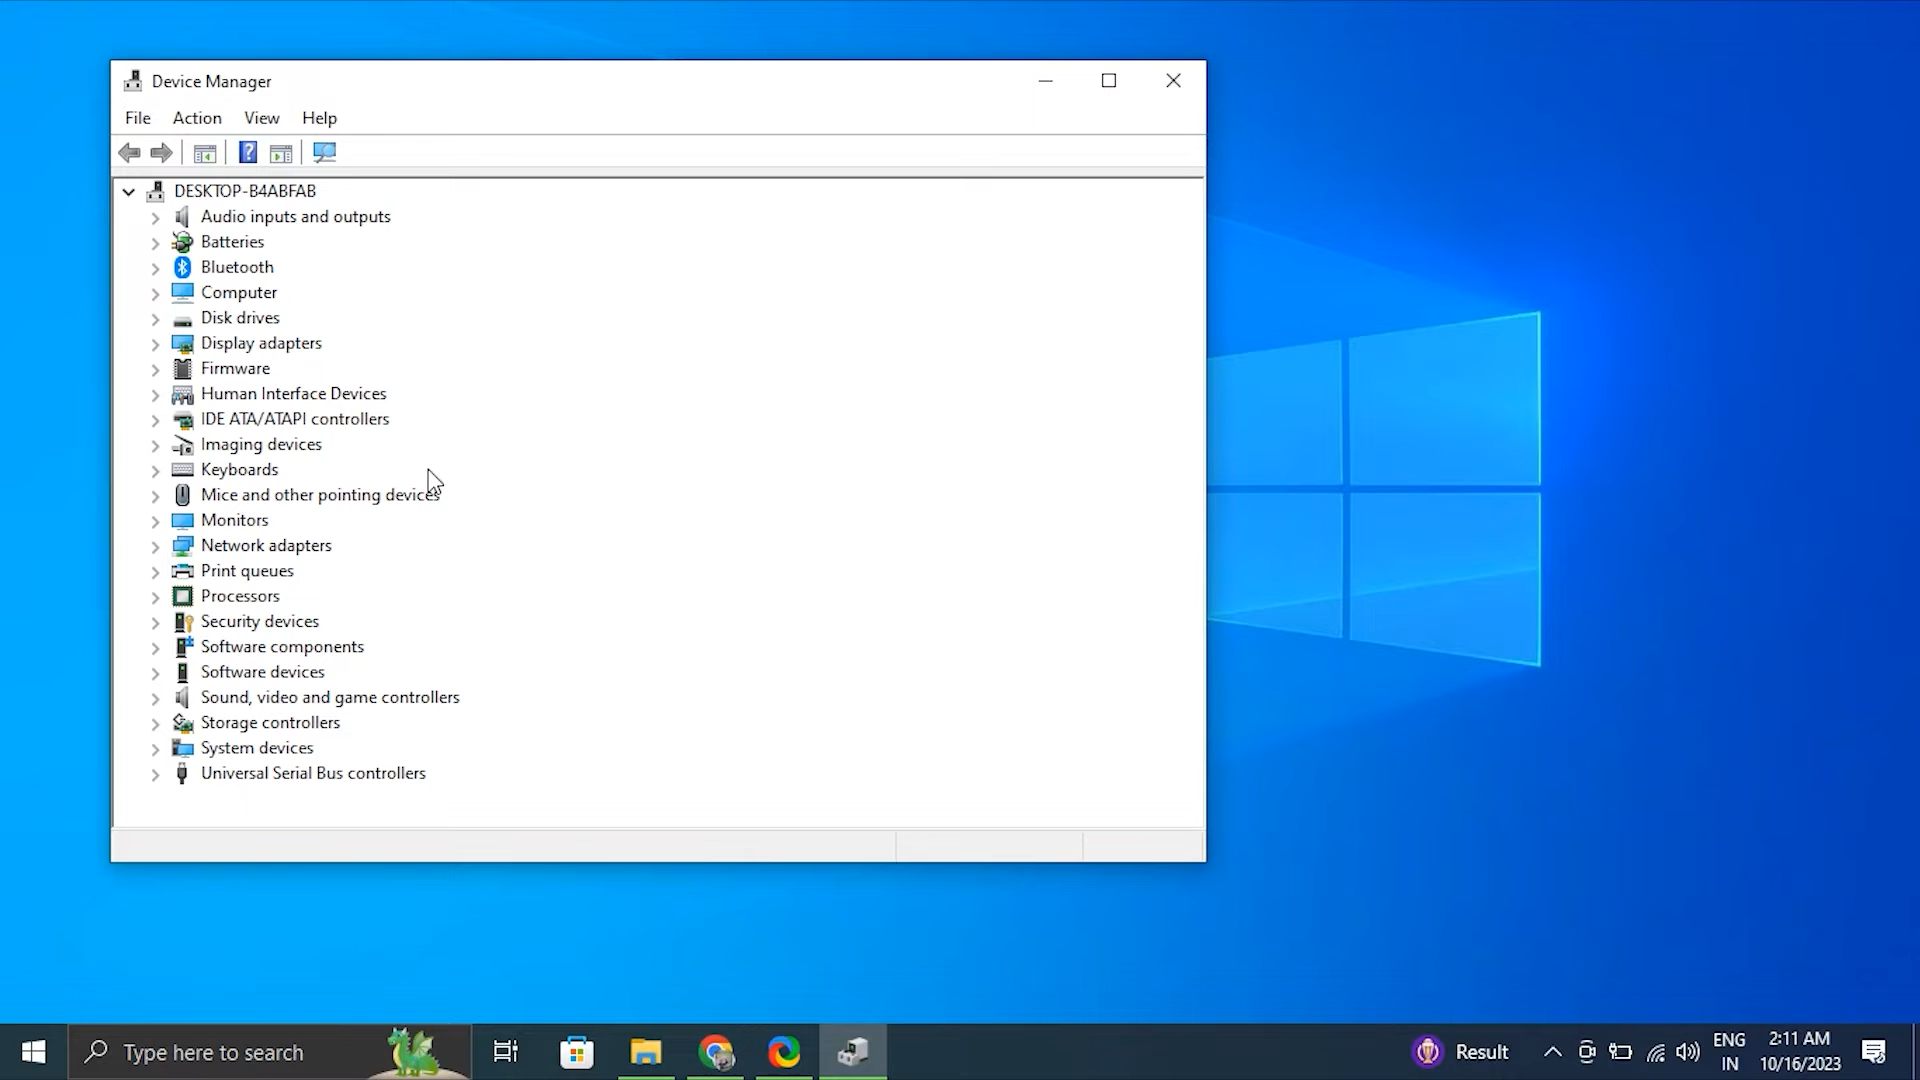 Device Manager
File Action View Help
DESKTOP-B4ABFAB
Audio inputs and outputs
Batteries
Bluetooth
Computer
Disk drives
Display adapters
Firmware
Human Interface Devices
IDE ATA/ATAPI controllers
Imaging devices
Keyboards
Mice and other pointing devices
Monitors
Network adapters
Print queues
Processors
Security devices
Software components
Software devices
Sound, video and game controllers
Storage controllers
System devices
Universal Serial Bus controllers
Type here to search
Result
ENG
IN
2:11 AM
10/16/2023